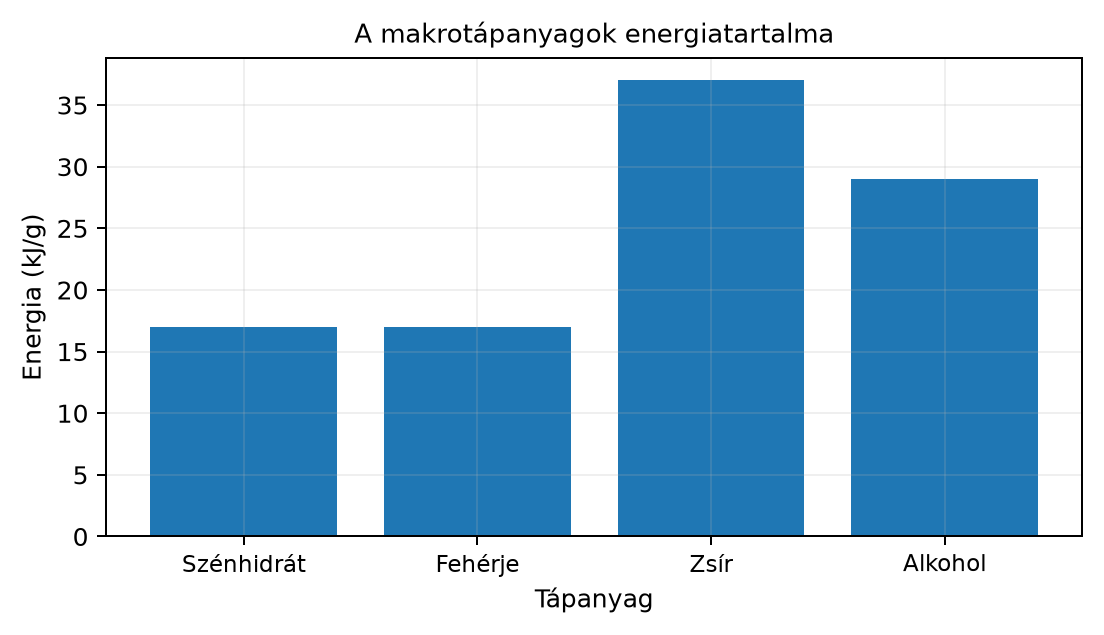 A makrotápanyagok energiatartalma
Energia (kJ/g)
35
30
25
20
15
10
5
0
Szénhidrát Fehérje Zsír Alkohol
Tápanyag